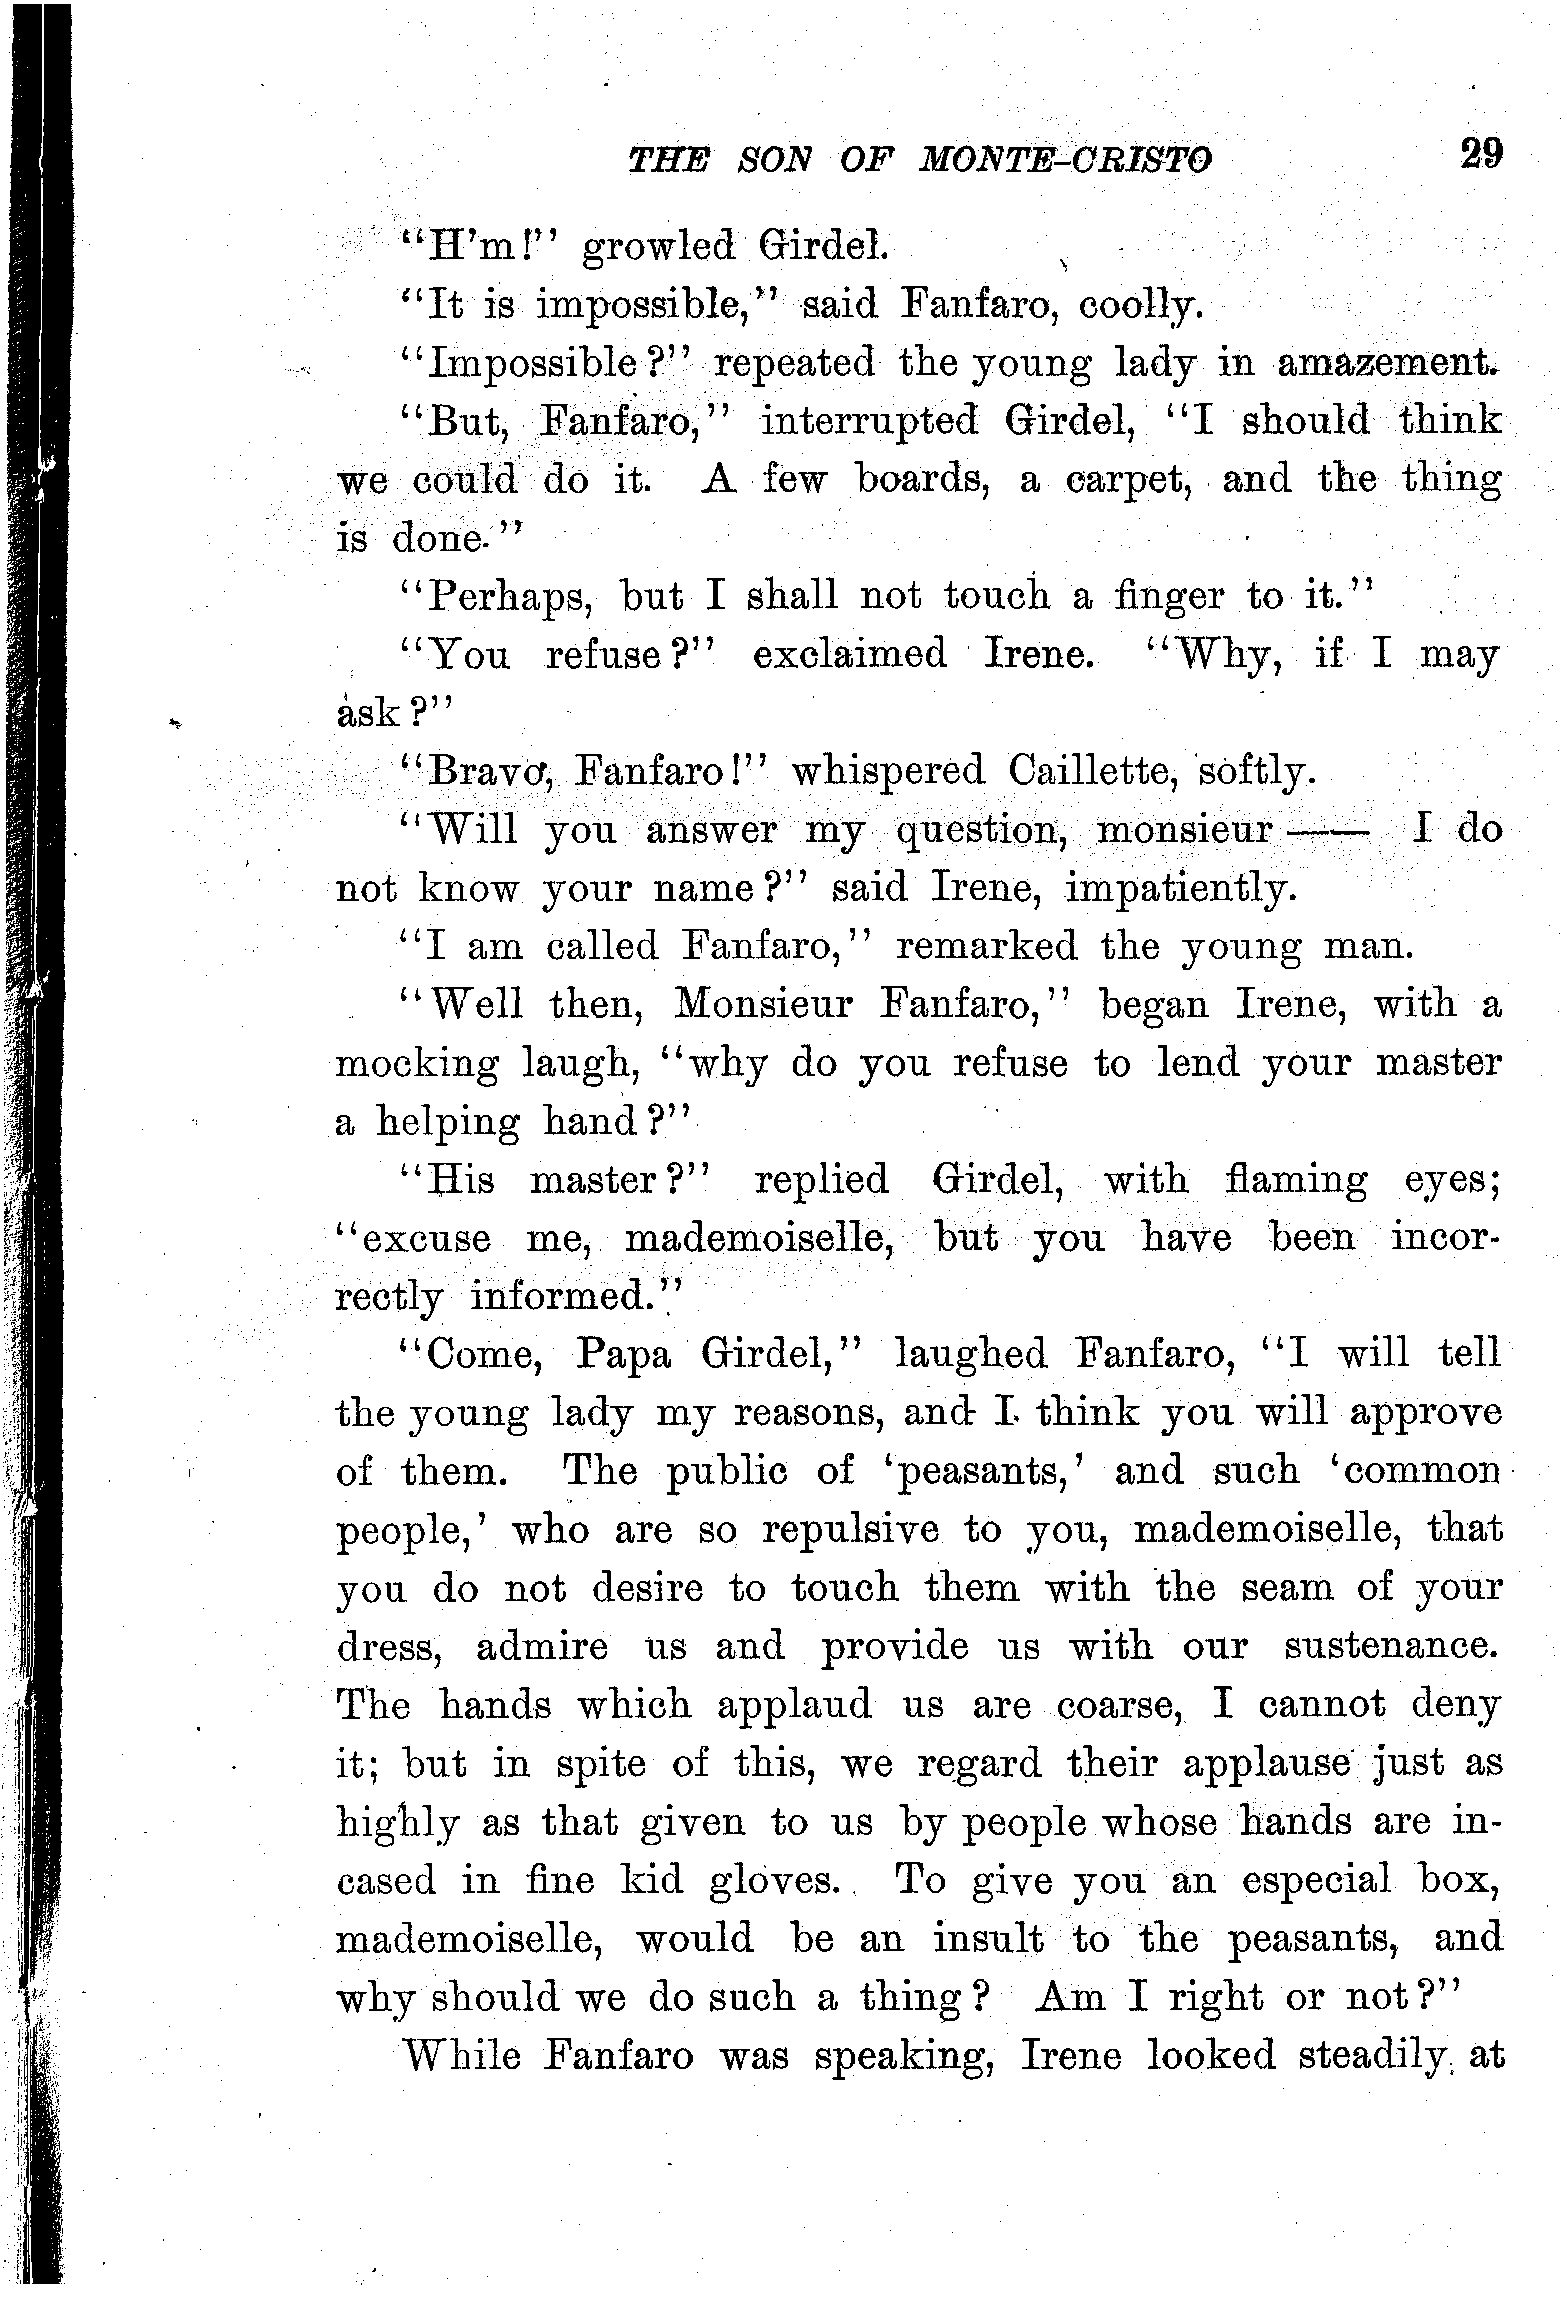 THE SON OF MONTE-CRISTO 29
"H'm!" growled Girdel.
"It is impossible," said Fanfaro, coolly.
"Impossible?" repeated the young lady in amazement.
"But, Fanfaro," interrupted Girdel, "I should think
we could do it. A few boards, a carpet, and the thing
is done."
"Perhaps, but I shall not touch a finger to it."
"You refuse?" exclaimed Irene. "Why, if I may
ask?"
"Bravo, Fanfaro!" whispered Caillette, softly.
"Will you answer my question, monsieur—— I do
not know your name?" said Irene, impatiently.
"I am called Fanfaro," remarked the young man.
"Well then, Monsieur Fanfaro," began Irene, with a
mocking laugh, "why do you refuse to lend your master
a helping hand?"
"His master?" replied Girdel, with flaming eyes;
"excuse me, mademoiselle, but you have been incor-
rectly informed."
"Come, Papa Girdel," laughed Fanfaro, "I will tell
the young lady my reasons, and I think you will approve
of them. The public of 'peasants,' and such 'common
people,' who are so repulsive to you, mademoiselle, that
you do not desire to touch them with the seam of your
dress, admire us and provide us with our sustenance.
The hands which applaud us are coarse, I cannot deny
it; but in spite of this, we regard their applause just as
highly as that given to us by people whose hands are in-
cased in fine kid gloves. To give you an especial box,
mademoiselle, would be an insult to the peasants, and
why should we do such a thing? Am I right or not?"
While Fanfaro was speaking, Irene looked steadily at